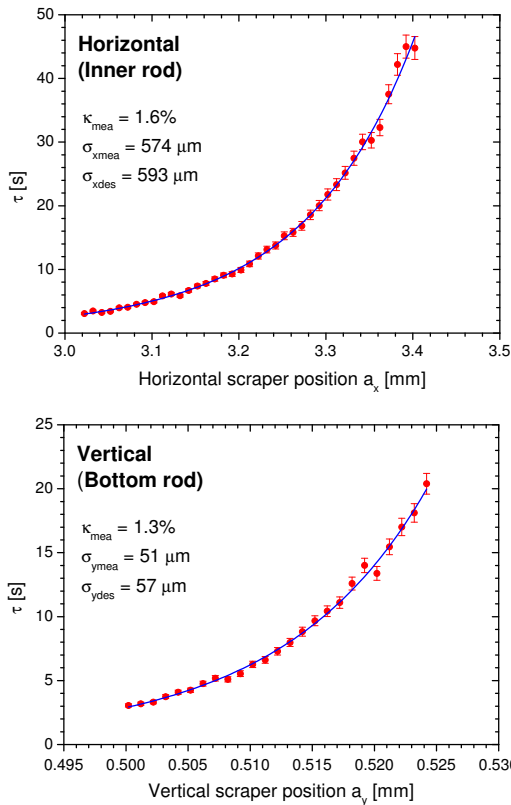 50
40
30
20
10
0
τ [s]
Horizontal
(Inner rod)
κmea = 1.6%
σxmea = 574 μm
σxdes = 593 μm
3.0 3.1 3.2 3.3 3.4 3.5
Horizontal scraper position ax [mm]
25
20
15
10
5
0
τ [s]
Vertical
(Bottom rod)
κmea = 1.3%
σymea = 51 μm
σydes = 57 μm
0.495 0.500 0.505 0.510 0.515 0.520 0.525 0.530
Vertical scraper position ay [mm]